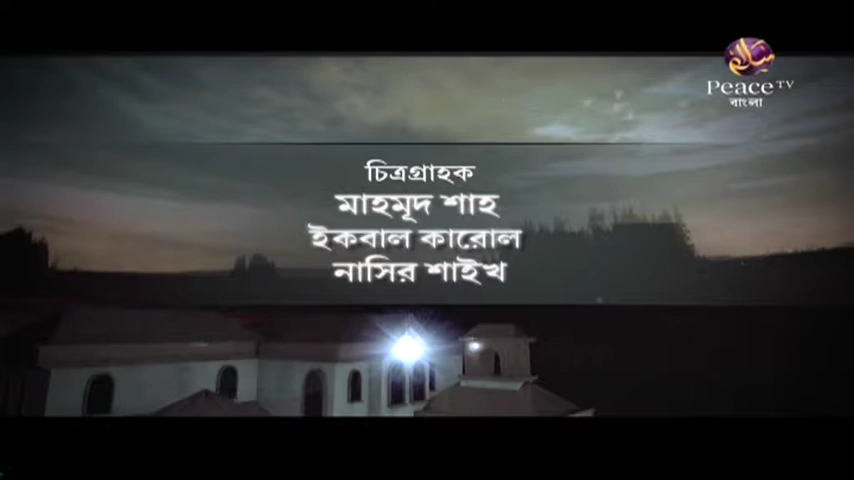 Peace TV
বাংলা
চিত্রগ্রাহক
মাহমূদ শাহ
ইকবাল কারোল
নাসির শাইখ